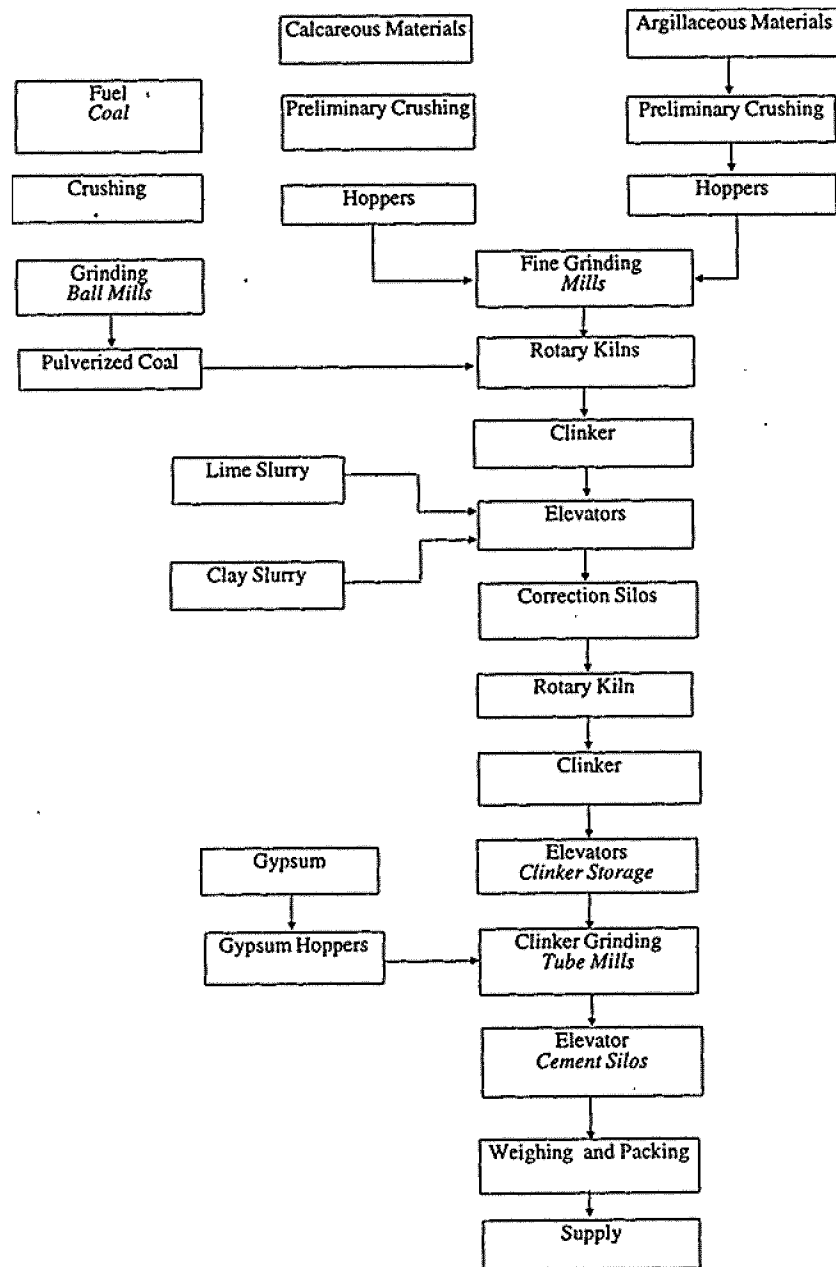 Calcareous Materials
Argillaceous Materials
Fuel
Coal
Preliminary Crushing
Preliminary Crushing
Crushing
Hoppers
Hoppers
Grinding
Ball Mills
Fine Grinding
Mills
Pulverized Coal
Rotary Kilns
Clinker
Lime Slurry
Elevators
Clay Slurry
Correction Silos
Rotary Kiln
Clinker
Gypsum
Elevators
Clinker Storage
Gypsum Hoppers
Clinker Grinding
Tube Mills
Elevator
Cement Silos
Weighing and Packing
Supply